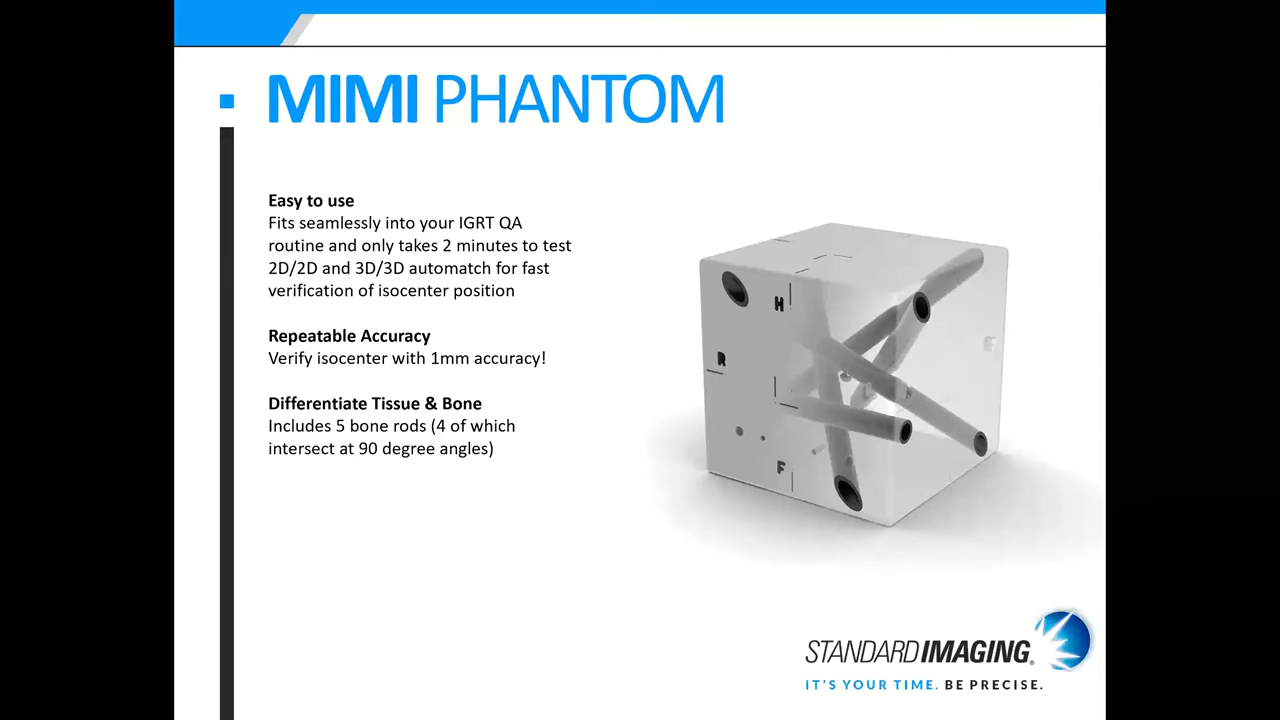 MIMI PHANTOM
Easy to use
Fits seamlessly into your IGRT QA
routine and only takes 2 minutes to test
2D/2D and 3D/3D automatch for fast
verification of isocenter position
Repeatable Accuracy
Verify isocenter with 1mm accuracy!
Differentiate Tissue & Bone
Includes 5 bone rods (4 of which
intersect at 90 degree angles)
H
R
F
STANDARD IMAGING®
IT'S YOUR TIME. BE PRECISE.